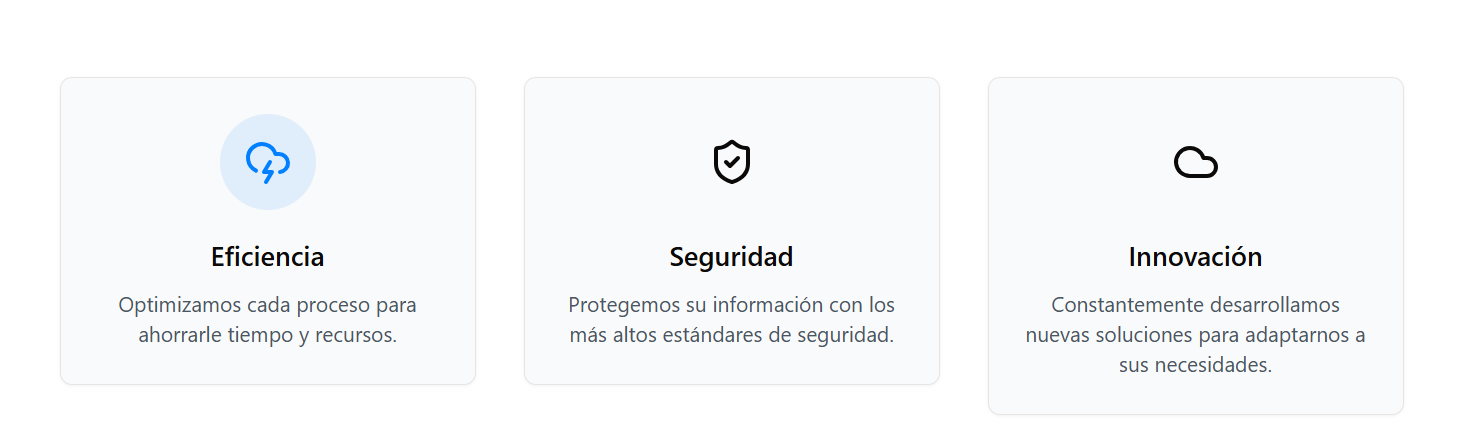 Eficiencia
Optimizamos cada proceso para
ahorrarle tiempo y recursos.
Seguridad
Protegemos su información con los
más altos estándares de seguridad.
Innovación
Constantemente desarrollamos
nuevas soluciones para adaptarnos a
sus necesidades.